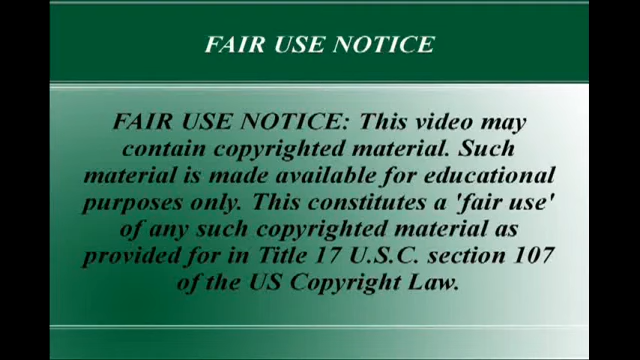 FAIR USE NOTICE
FAIR USE NOTICE: This video may
contain copyrighted material. Such
material is made available for educational
purposes only. This constitutes a 'fair use'
of any such copyrighted material as
provided for in Title 17 U.S.C. section 107
of the US Copyright Law.